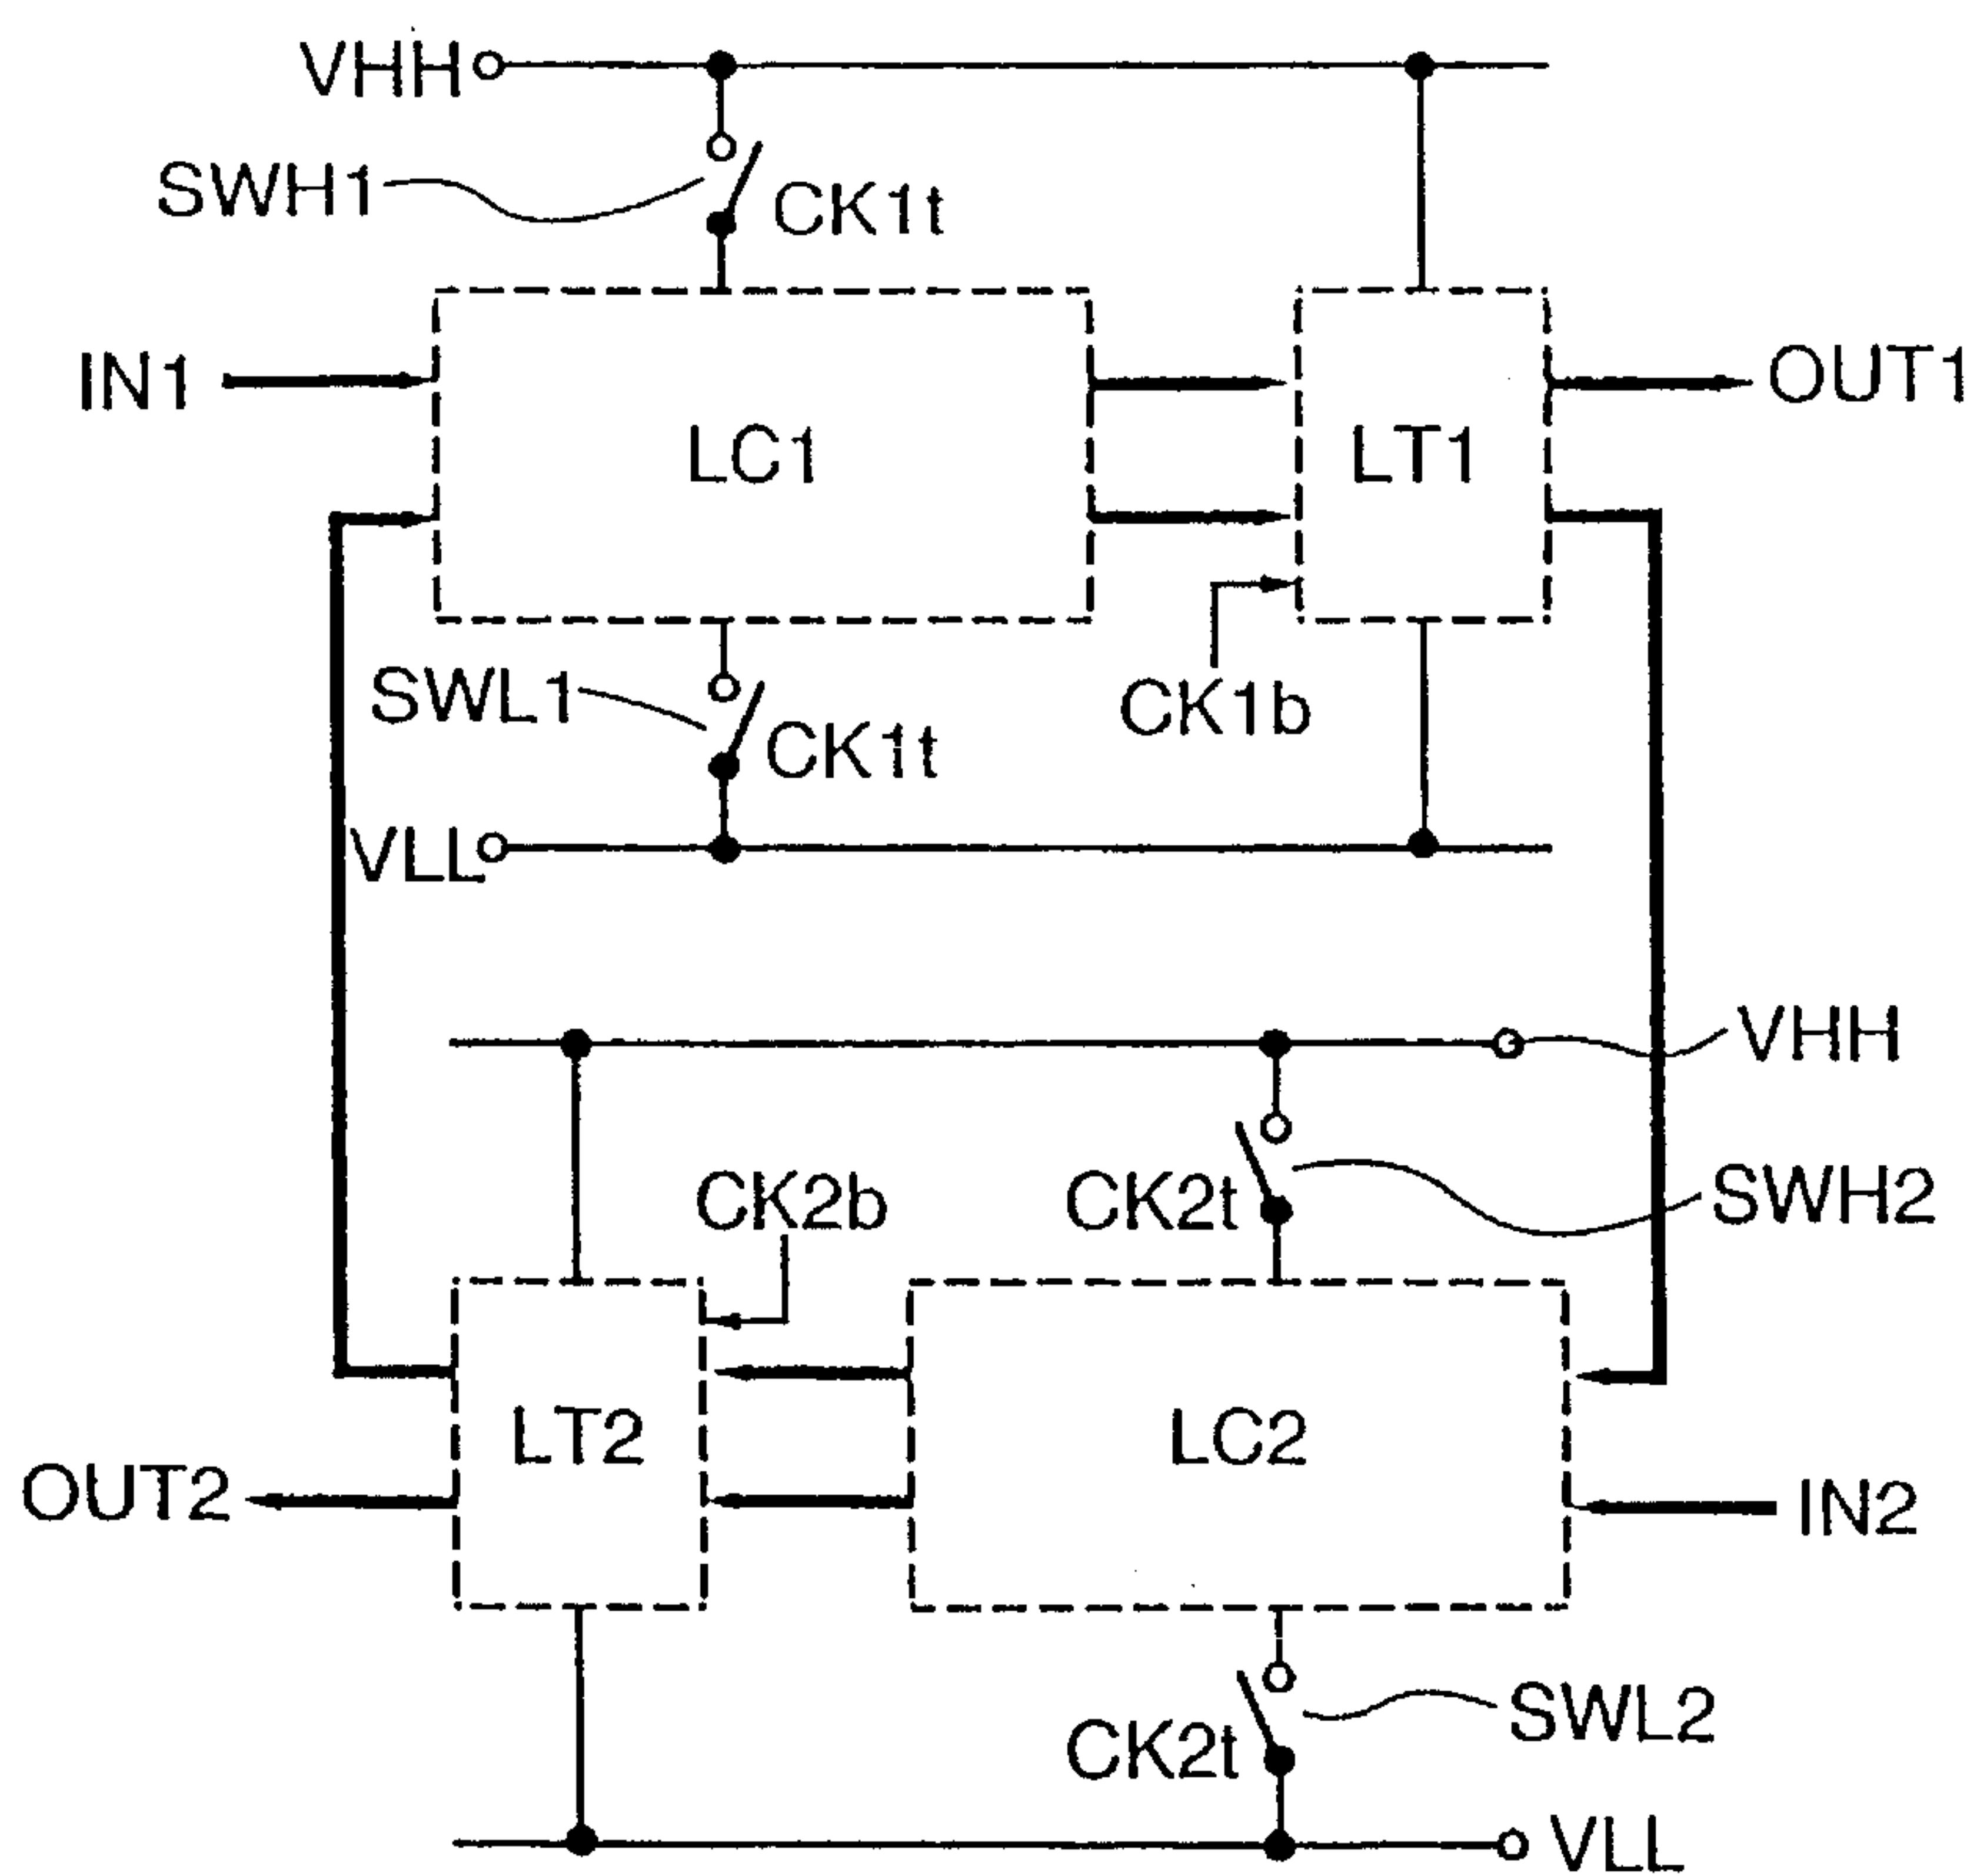 VHH
SWH1
CK1t
IN1
OUT1
LC1
LT1
SWL1
CK1t
CK1b
VLL
VHH
CK2b
CK2t
SWH2
LT2
LC2
OUT2
IN2
SWL2
CK2t
VLL